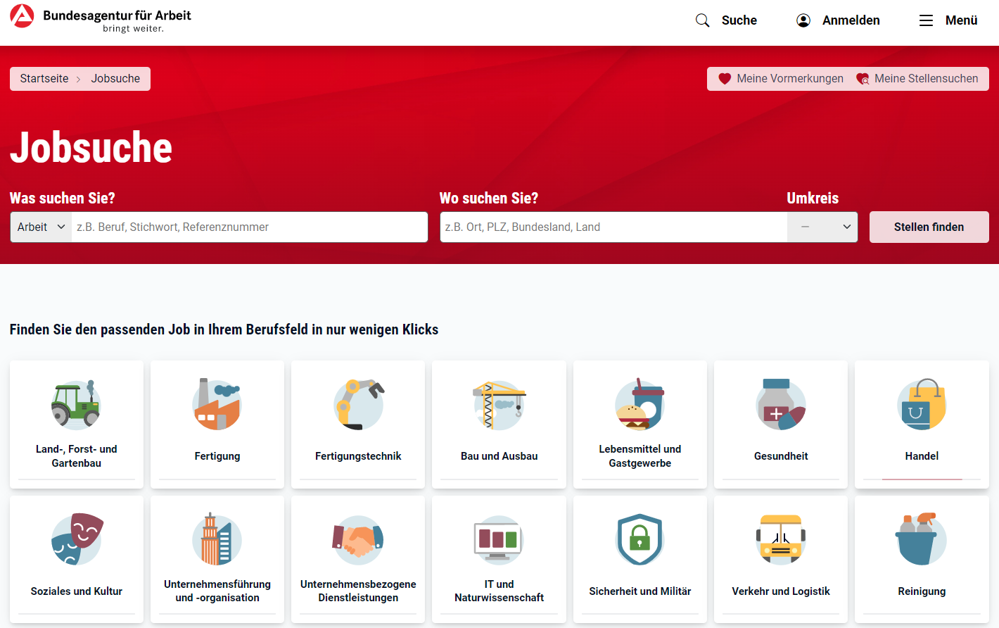 Bundesagentur für Arbeit
bringt weiter.
Suche
Anmelden
Menü
Startseite
Jobsuche
Meine Vormerkungen
Meine Stellensuchen
Jobsuche
Was suchen Sie?
Wo suchen Sie?
Umkreis
Arbeit
z.B. Beruf, Stichwort, Referenznummer
z.B. Ort, PLZ, Bundesland, Land
—
Stellen finden
Finden Sie den passenden Job in Ihrem Berufsfeld in nur wenigen Klicks
Land-, Forst- und
Gartenbau
Fertigung
Fertigungstechnik
Bau und Ausbau
Lebensmittel und
Gastgewerbe
Gesundheit
Handel
Soziales und Kultur
Unternehmensführung
und -organisation
Unternehmensbezogene
Dienstleistungen
IT und
Naturwissenschaft
Sicherheit und Militär
Verkehr und Logistik
Reinigung